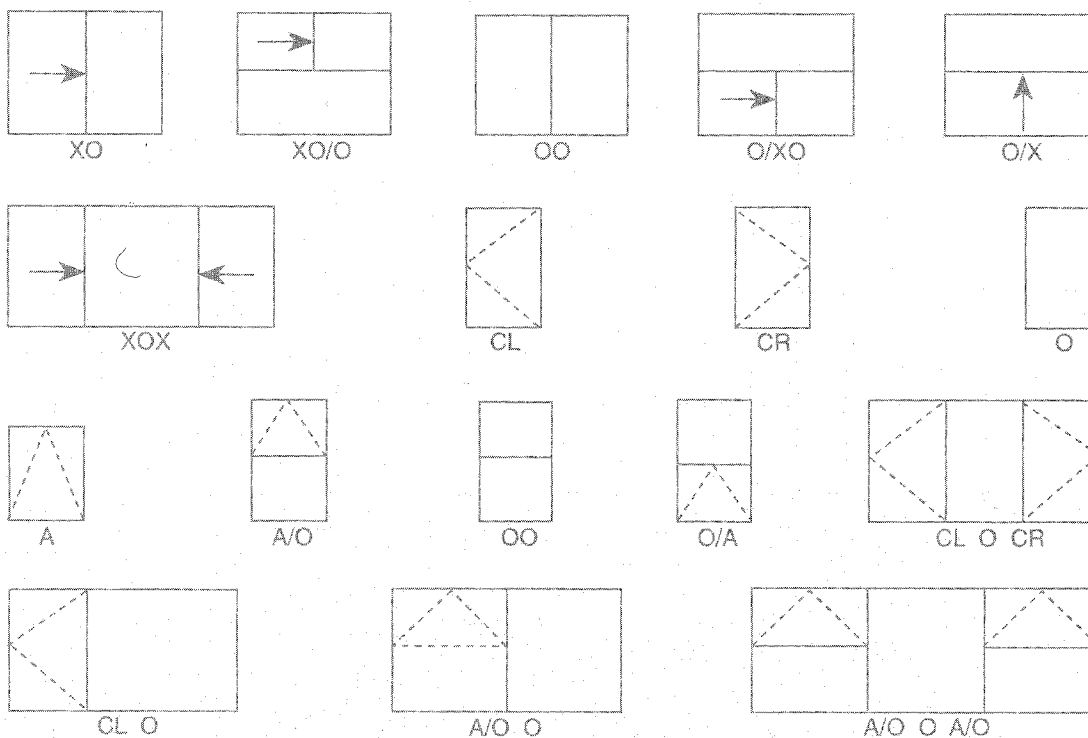 XO XO/O OO O/XO O/X
XOX CL CR O
A A/O OO O/A CL O CR
CL O A/O O A/O O A/O